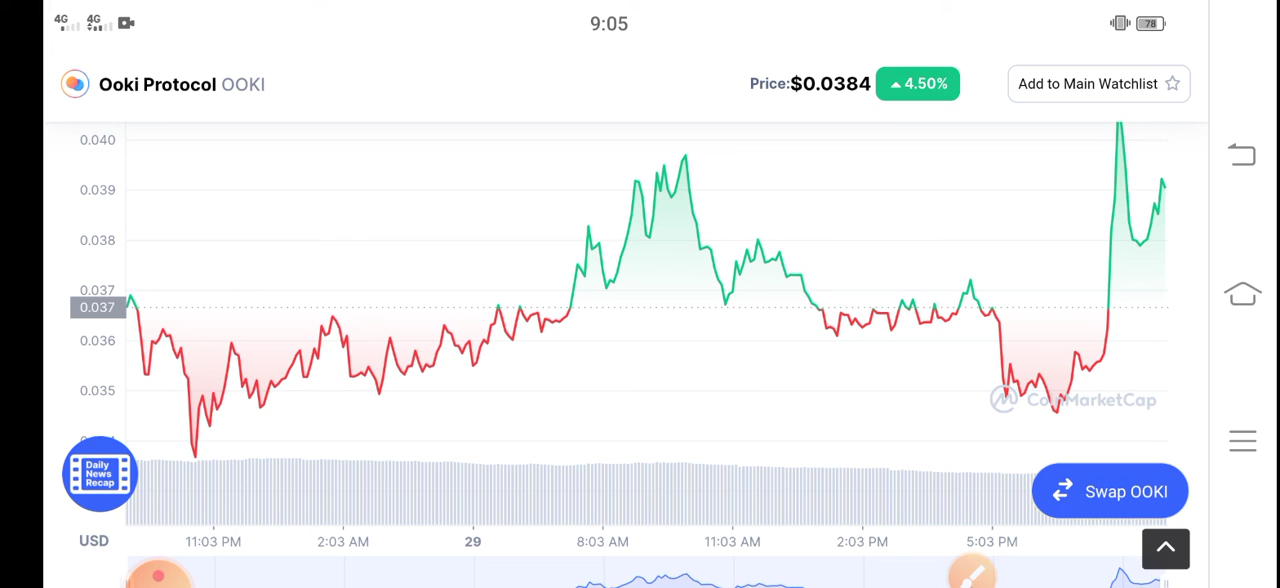 4G 4G 9:05 78
Ooki Protocol OOKI Price:$0.0384 4.50% Add to Main Watchlist
0.040
0.039
0.038
0.037
0.037
0.036
0.035
CoinMarketCap
Daily
News
Recap
Swap OOKI
USD 11:03 PM 2:03 AM 29 8:03 AM 11:03 AM 2:03 PM 5:03 PM